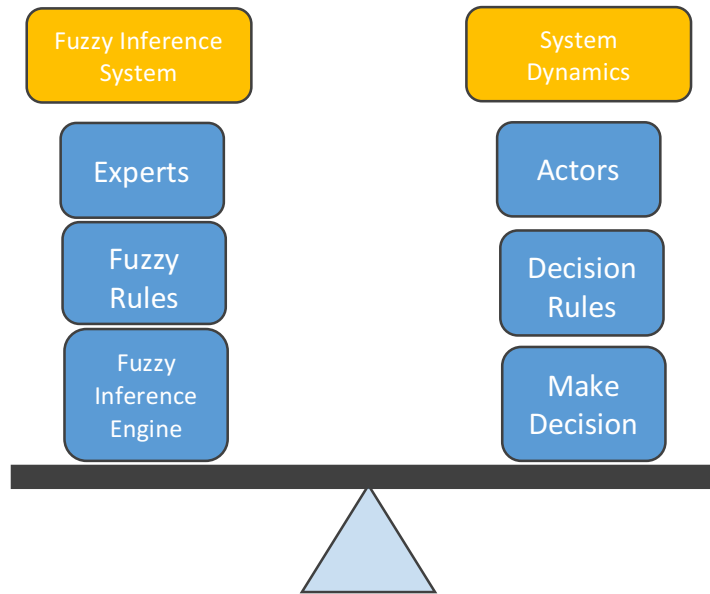 Fuzzy Inference
System
Experts
Fuzzy
Rules
Fuzzy
Inference
Engine
System
Dynamics
Actors
Decision
Rules
Make
Decision